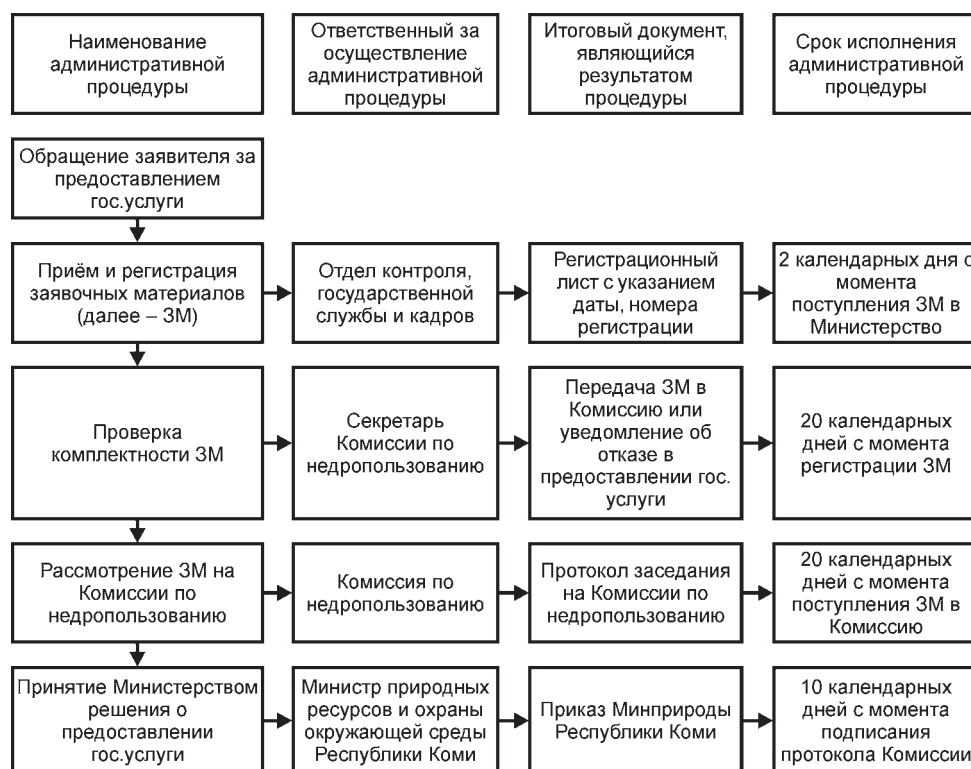 Наименование
административной
процедуры
Ответственный за
осуществление
административной
процедуры
Итоговый документ,
являющийся
результатом
процедуры
Срок исполнения
административной
процедуры
Обращение заявителя за
предоставлением
гос.услуги
Приём и регистрация
заявочных материалов
(далее – ЗМ)
Отдел контроля,
государственной
службы и кадров
Регистрационный
лист с указанием
даты, номера
регистрации
2 календарных дня с
момента
поступления ЗМ в
Министерство
Проверка
комплектности ЗМ
Секретарь
Комиссии по
недропользованию
Передача ЗМ в
Комиссию или
уведомление об
отказе в
предоставлении гос.
услуги
20 календарных
дней с момента
регистрации ЗМ
Рассмотрение ЗМ на
Комиссии по
недропользованию
Комиссия по
недропользованию
Протокол заседания
на Комиссии по
недропользованию
20 календарных
дней с момента
поступления ЗМ в
Комиссию
Принятие Министерством
решения о
предоставлении
гос.услуги
Министр природных
ресурсов и охраны
окружающей среды
Республики Коми
Приказ Минприроды
Республики Коми
10 календарных
дней с момента
подписания
протокола Комиссии